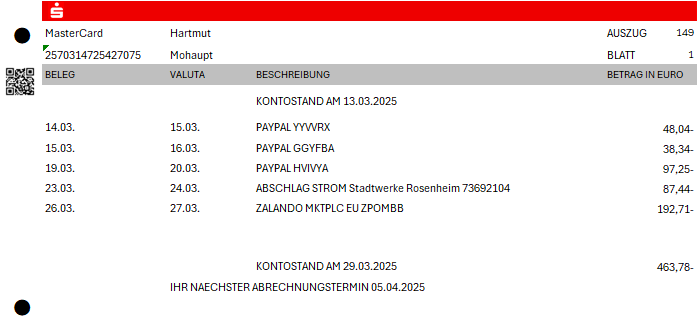 MasterCard Hartmut AUSZUG 149
2570314725427075 Mohaupt BLATT 1
BELEG VALUTA BESCHREIBUNG BETRAG IN EURO
KONTOSTAND AM 13.03.2025
14.03. 15.03. PAYPAL YYVVRX 48,04-
15.03. 16.03. PAYPAL GGYFBA 38,34-
19.03. 20.03. PAYPAL HVIVYA 97,25-
23.03. 24.03. ABSCHLAG STROM Stadtwerke Rosenheim 73692104 87,44-
26.03. 27.03. ZALANDO MKTPLC EU ZPOMBB 192,71-
KONTOSTAND AM 29.03.2025 463,78-
IHR NAECHSTER ABRECHNUNGSTERMIN 05.04.2025